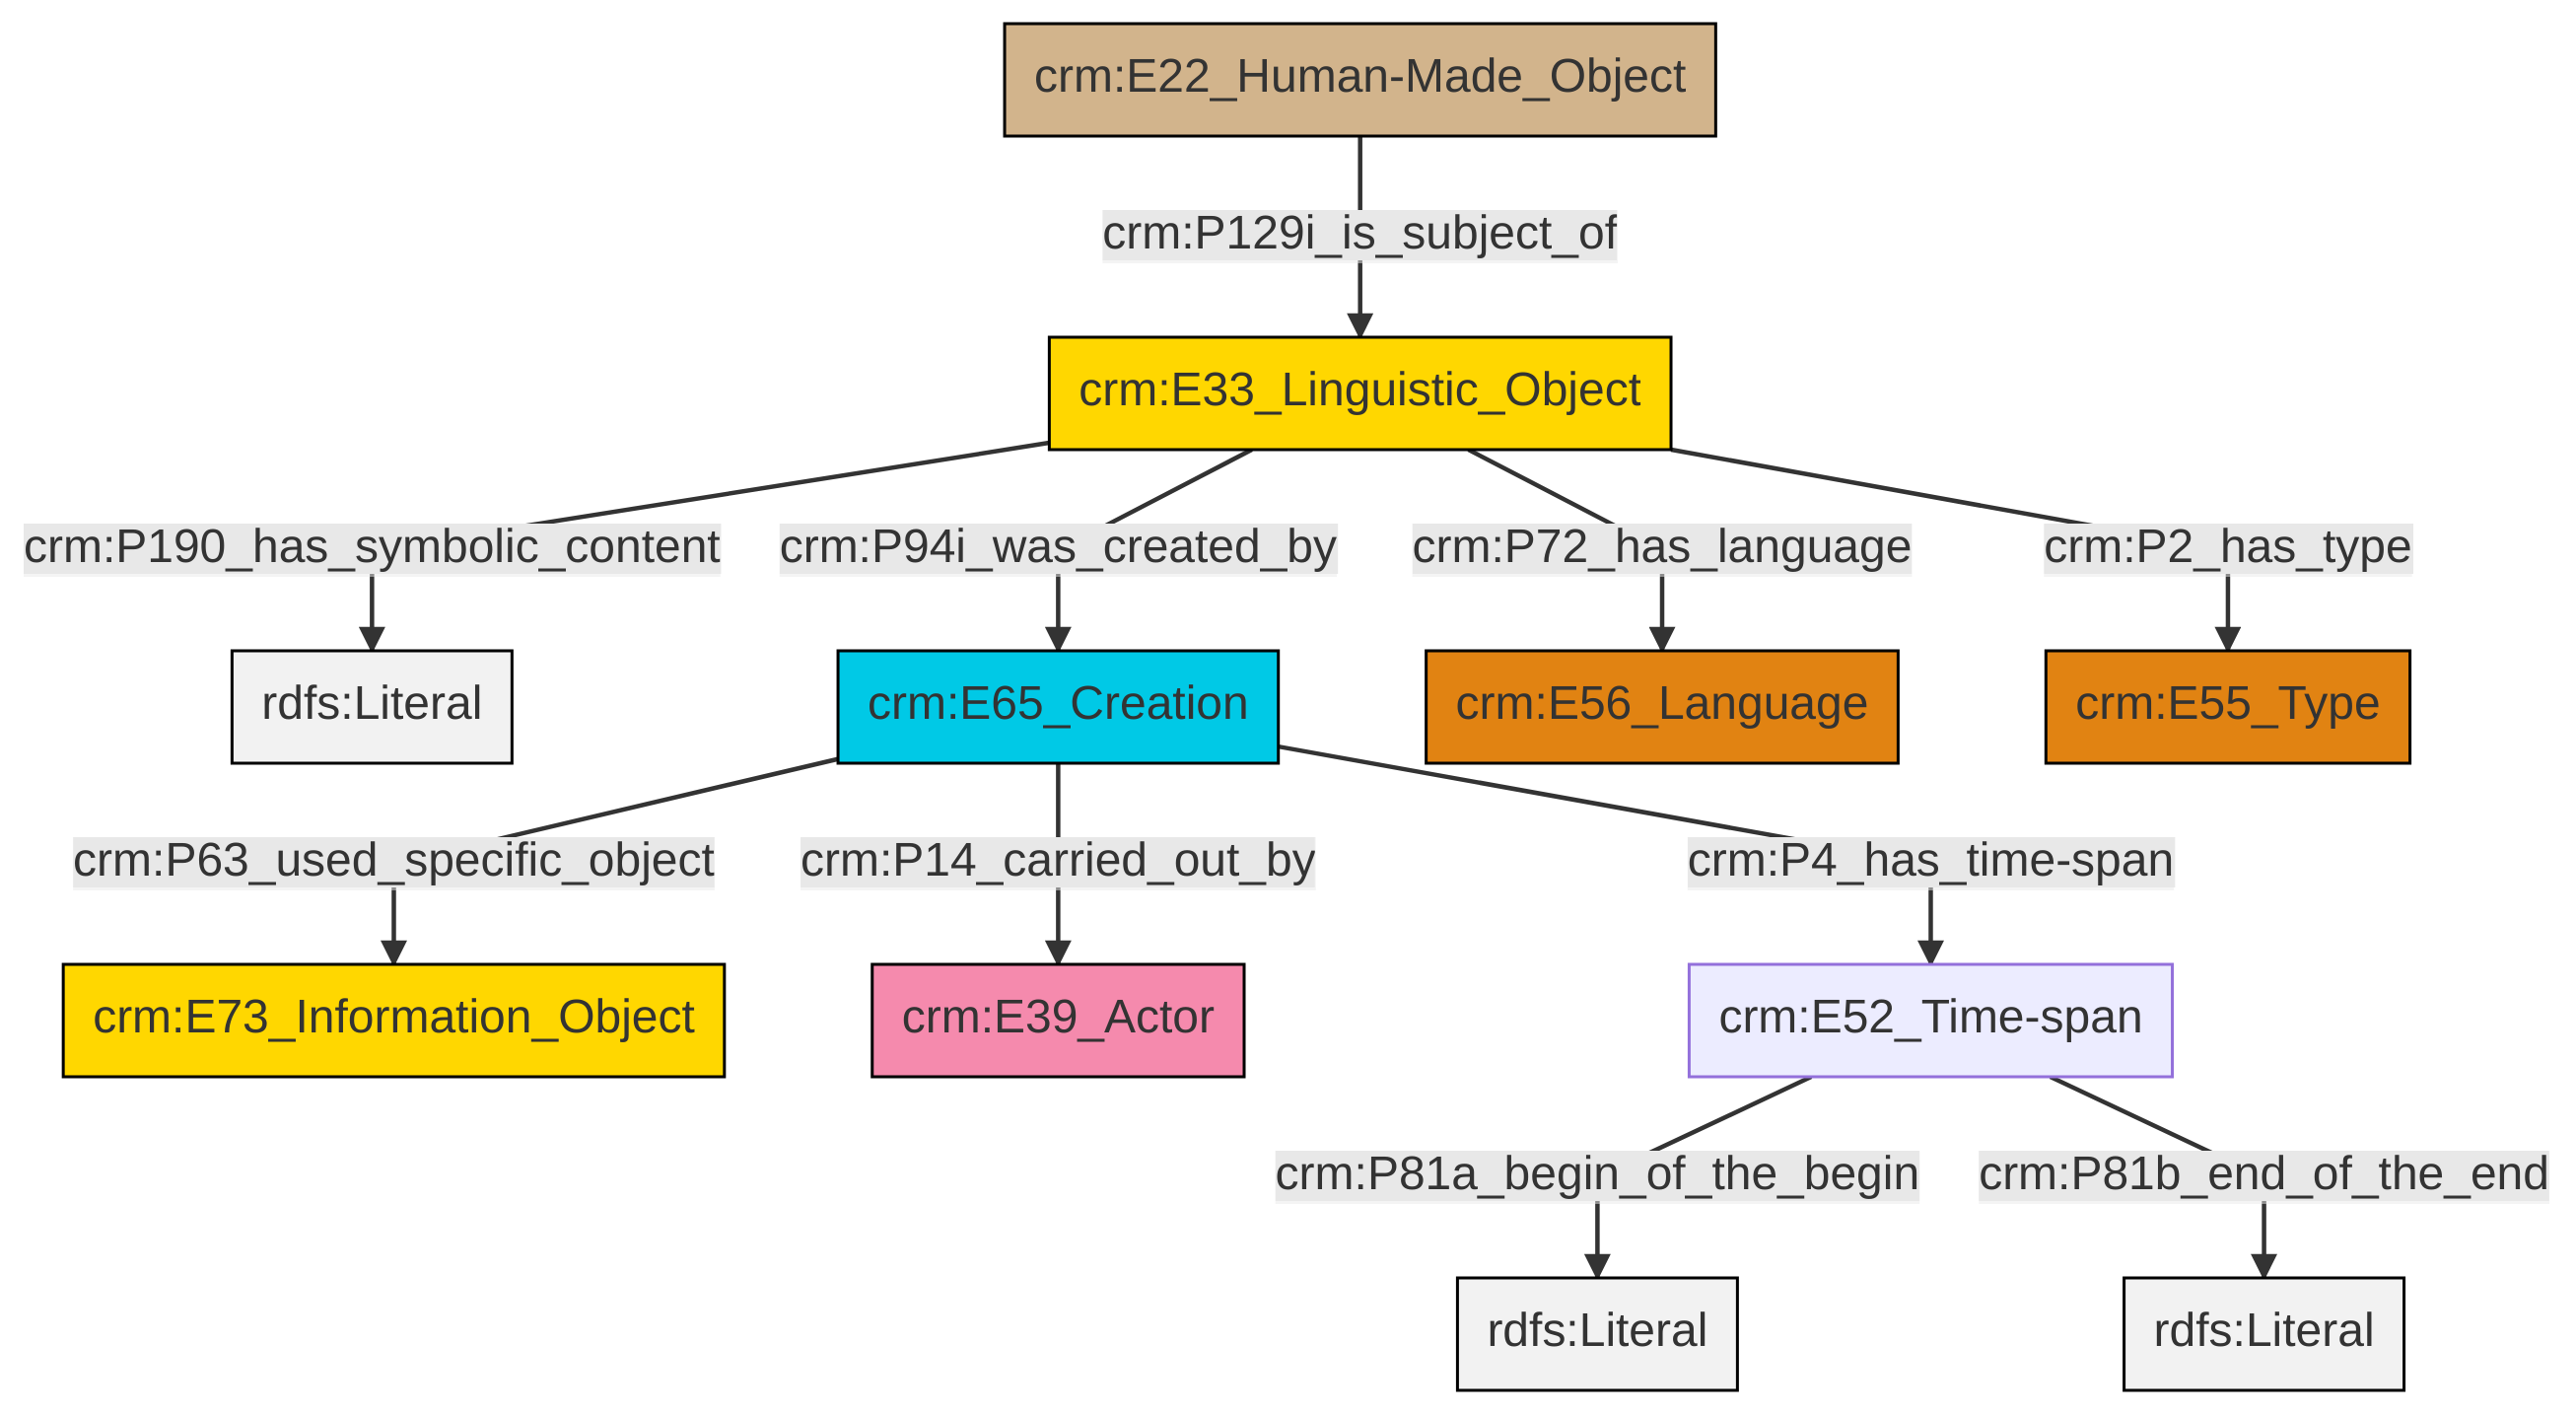 crm:E22_Human-Made_Object
crm:P129i_is_subject_of
crm:E33_Linguistic_Object
crm:P190_has_symbolic_content
crm:P94i_was_created_by
crm:P72_has_language
crm:P2_has_type
rdfs:Literal
crm:E65_Creation
crm:E56_Language
crm:E55_Type
crm:P63_used_specific_object
crm:P14_carried_out_by
crm:P4_has_time-span
crm:E73_Information_Object
crm:E39_Actor
crm:E52_Time-span
crm:P81a_begin_of_the_begin
crm:P81b_end_of_the_end
rdfs:Literal
rdfs:Literal